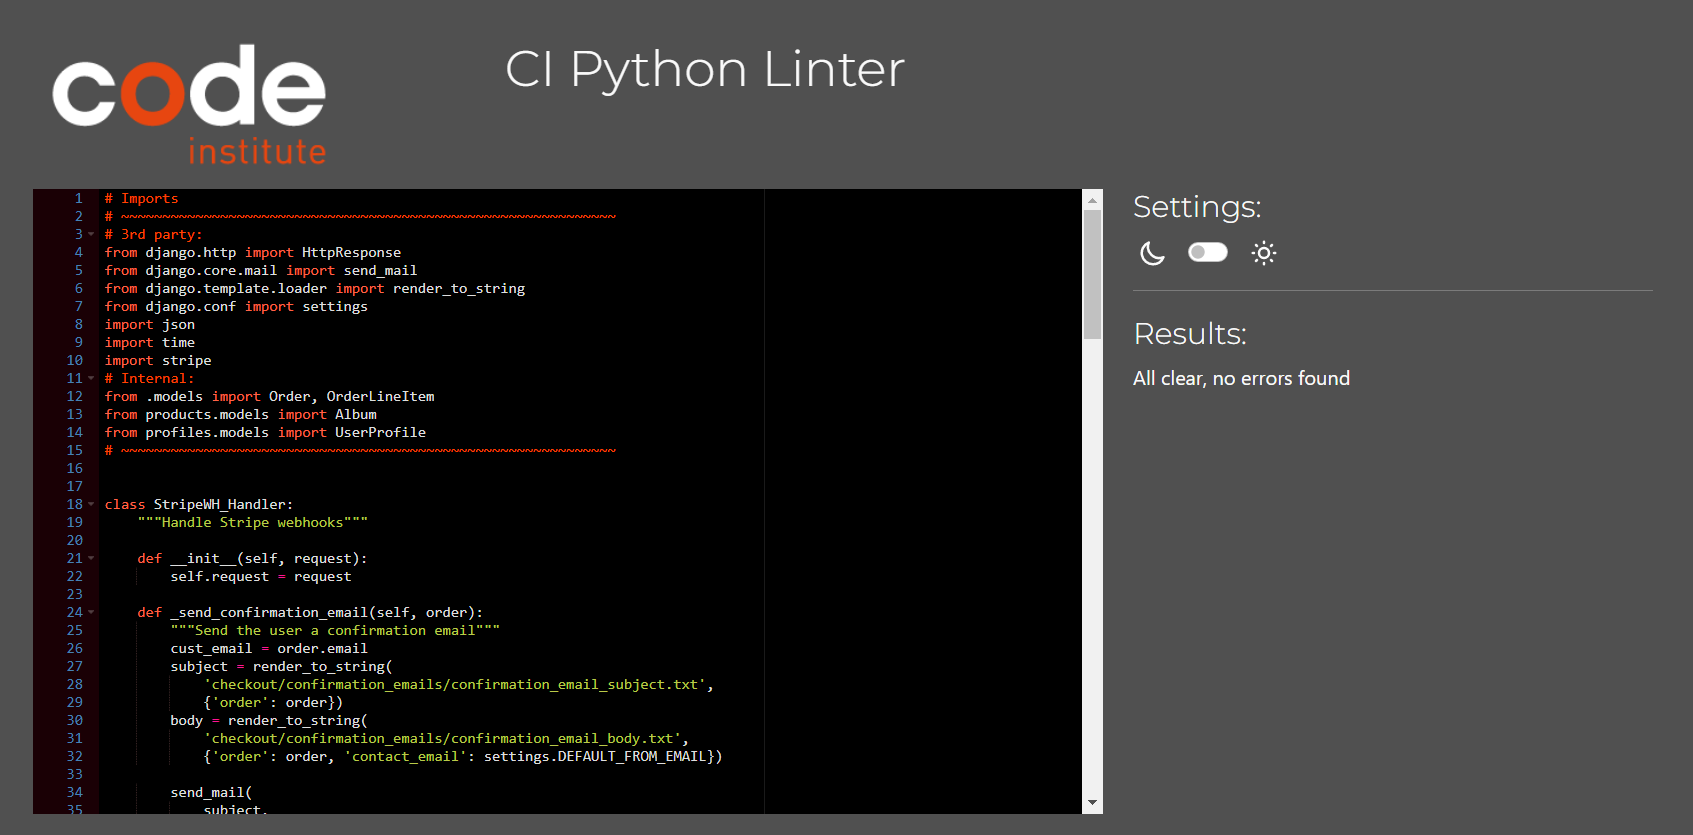 code
institute
CI Python Linter
1 # Imports
2 # ~~~~~~~~~~~~~~~~~~~~~~~~~~~~~~~~~~~~~~~~~~~~~~~~~~~~~~~~~~~~
3 # 3rd party:
4 from django.http import HttpResponse
5 from django.core.mail import send_mail
6 from django.template.loader import render_to_string
7 from django.conf import settings
8 import json
9 import time
10 import stripe
11 # Internal:
12 from .models import Order, OrderLineItem
13 from products.models import Album
14 from profiles.models import UserProfile
15 # ~~~~~~~~~~~~~~~~~~~~~~~~~~~~~~~~~~~~~~~~~~~~~~~~~~~~~~~~~~~~
16
17
18 class StripeWH_Handler:
19     """Handle Stripe webhooks"""
20
21     def __init__(self, request):
22         self.request = request
23
24     def _send_confirmation_email(self, order):
25         """Send the user a confirmation email"""
26         cust_email = order.email
27         subject = render_to_string(
28             'checkout/confirmation_emails/confirmation_email_subject.txt',
29             {'order': order})
30         body = render_to_string(
31             'checkout/confirmation_emails/confirmation_email_body.txt',
32             {'order': order, 'contact_email': settings.DEFAULT_FROM_EMAIL})
33
34         send_mail(
35             subject,
Settings:
Results:
All clear, no errors found